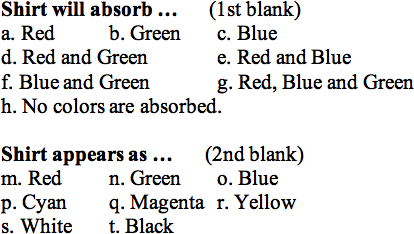 Shirt will absorb ... (1st blank)
a. Red b. Green c. Blue
d. Red and Green e. Red and Blue
f. Blue and Green g. Red, Blue and Green
h. No colors are absorbed.
Shirt appears as ... (2nd blank)
m. Red n. Green o. Blue
p. Cyan q. Magenta r. Yellow
s. White t. Black